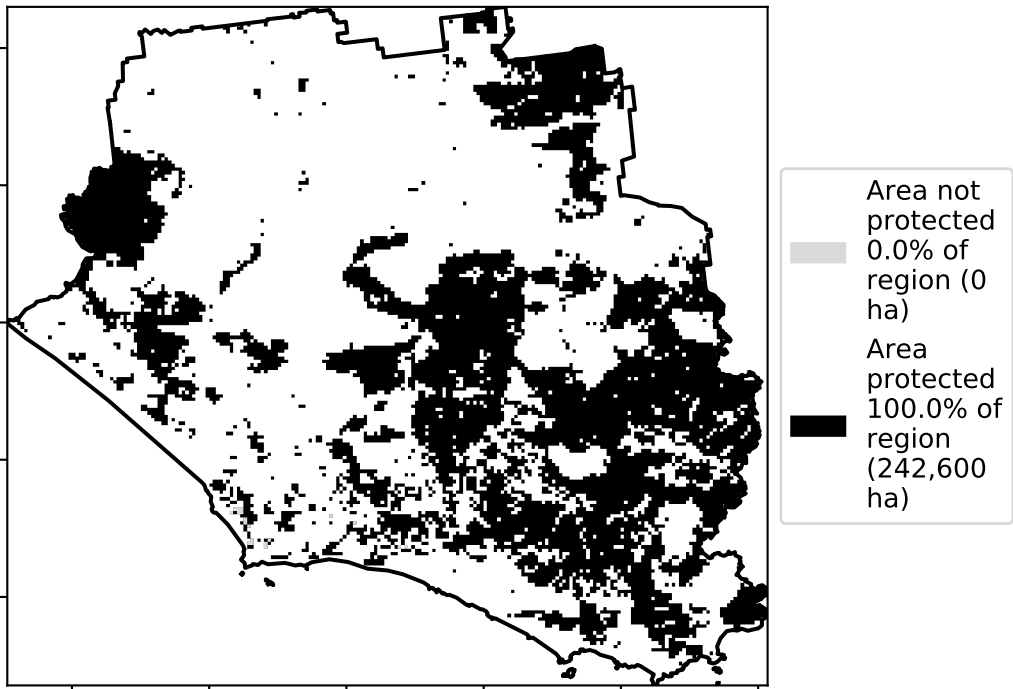 Area not
protected
0.0% of
region (0
ha)
Area
protected
100.0% of
region
(242,600
ha)